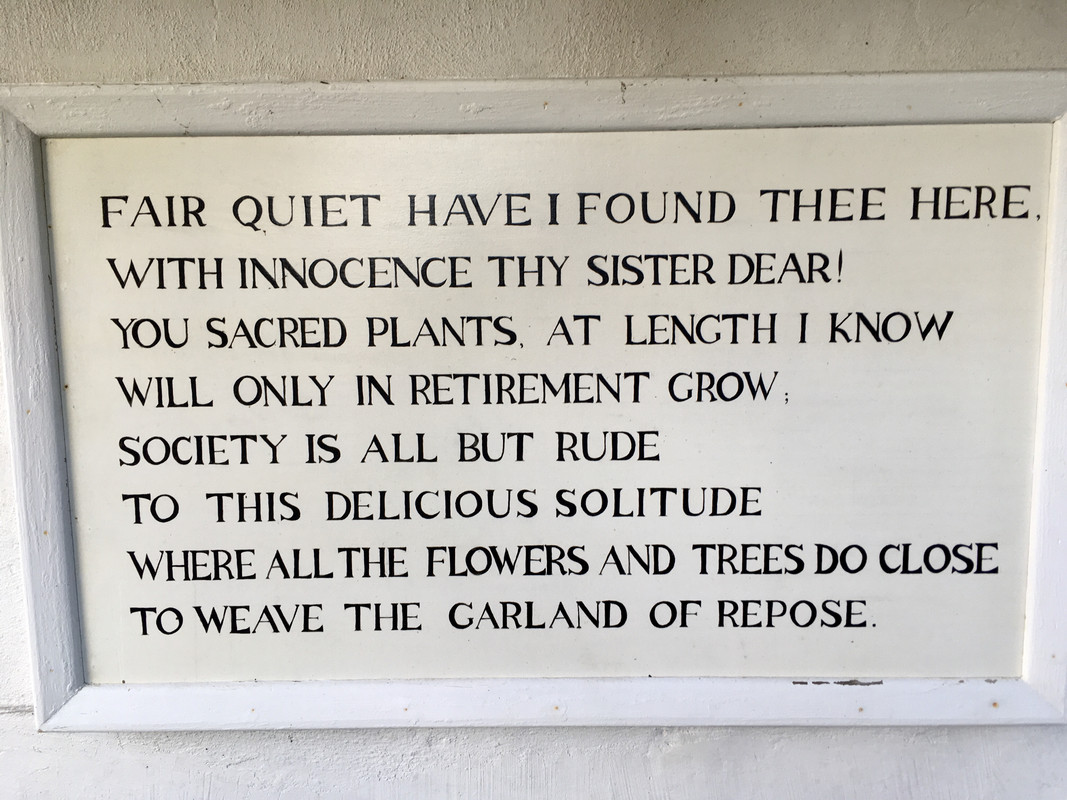 FAIR QUIET HAVE I FOUND THEE HERE,
WITH INNOCENCE THY SISTER DEAR!
YOU SACRED PLANTS, AT LENGTH I KNOW
WILL ONLY IN RETIREMENT GROW;
SOCIETY IS ALL BUT RUDE
TO THIS DELICIOUS SOLITUDE
WHERE ALL THE FLOWERS AND TREES DO CLOSE
TO WEAVE THE GARLAND OF REPOSE.